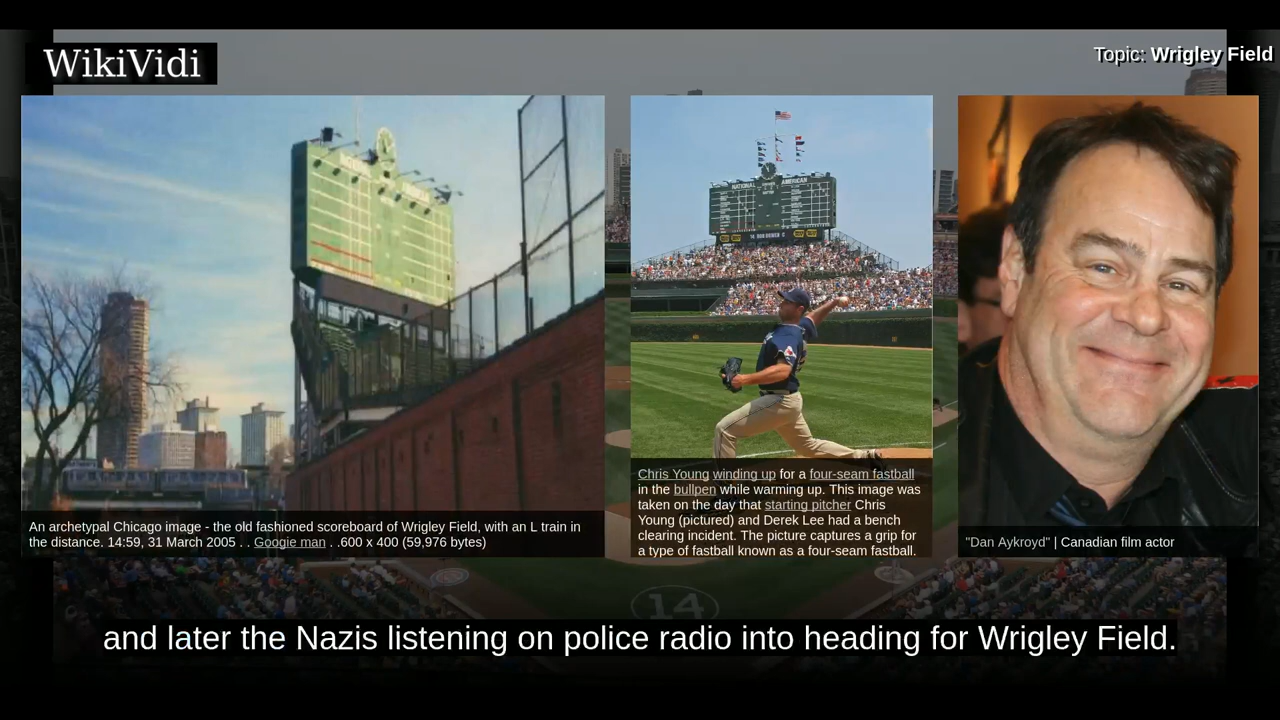 WikiVidi
Topic: Wrigley Field
NATIONAL
NATIONAL AMERICAN
An archetypal Chicago image - the old fashioned scoreboard of Wrigley Field, with an L train in
the distance. 14:59, 31 March 2005 . . Googie man . .600 x 400 (59,976 bytes)
Chris Young winding up for a four-seam fastball
in the bullpen while warming up. This image was
taken on the day that starting pitcher Chris
Young (pictured) and Derek Lee had a bench
clearing incident. The picture captures a grip for
a type of fastball known as a four-seam fastball.
"Dan Aykroyd" | Canadian film actor
14
and later the Nazis listening on police radio into heading for Wrigley Field.